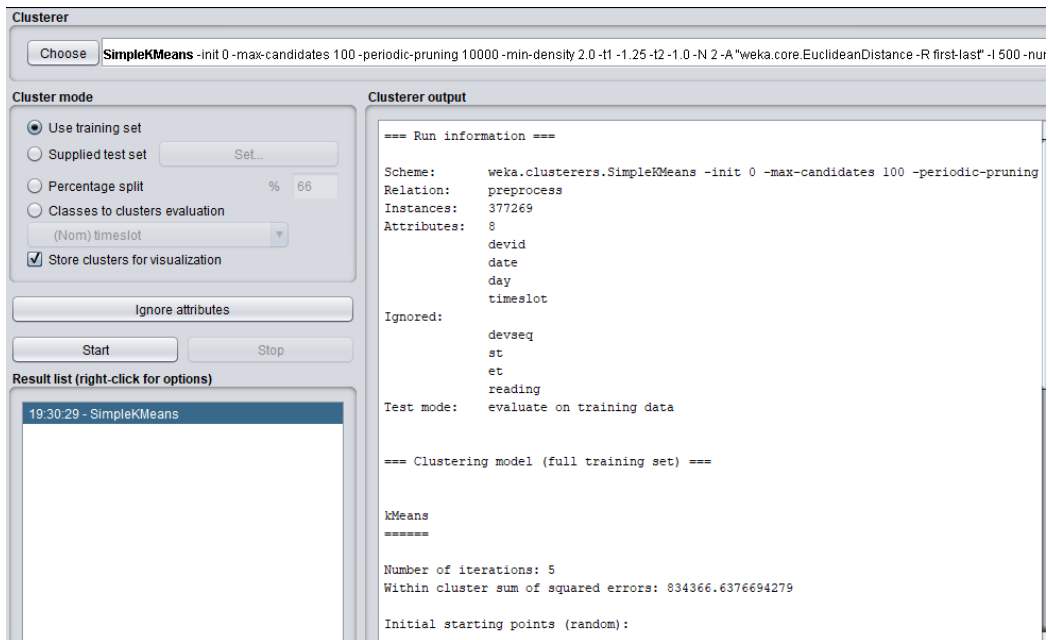 Clusterer
Choose SimpleKMeans -init 0 -max-candidates 100 -periodic-pruning 10000 -min-density 2.0 -t1 -1.25 -t2 -1.0 -N 2 -A "weka.core.EuclideanDistance -R first-last" -I 500 -nur
Cluster mode
Use training set
Supplied test set Set...
Percentage split % 66
Classes to clusters evaluation
(Nom) timeslot
Store clusters for visualization
Ignore attributes
Start Stop
Result list (right-click for options)
19:30:29 - SimpleKMeans
Clusterer output
=== Run information ===
Scheme: weka.clusterers.SimpleKMeans -init 0 -max-candidates 100 -periodic-pruning
Relation: preprocess
Instances: 377269
Attributes: 8
devid
date
day
timeslot
Ignored:
devseq
st
et
reading
Test mode: evaluate on training data
=== Clustering model (full training set) ===
kMeans
======
Number of iterations: 5
Within cluster sum of squared errors: 834366.6376694279
Initial starting points (random):